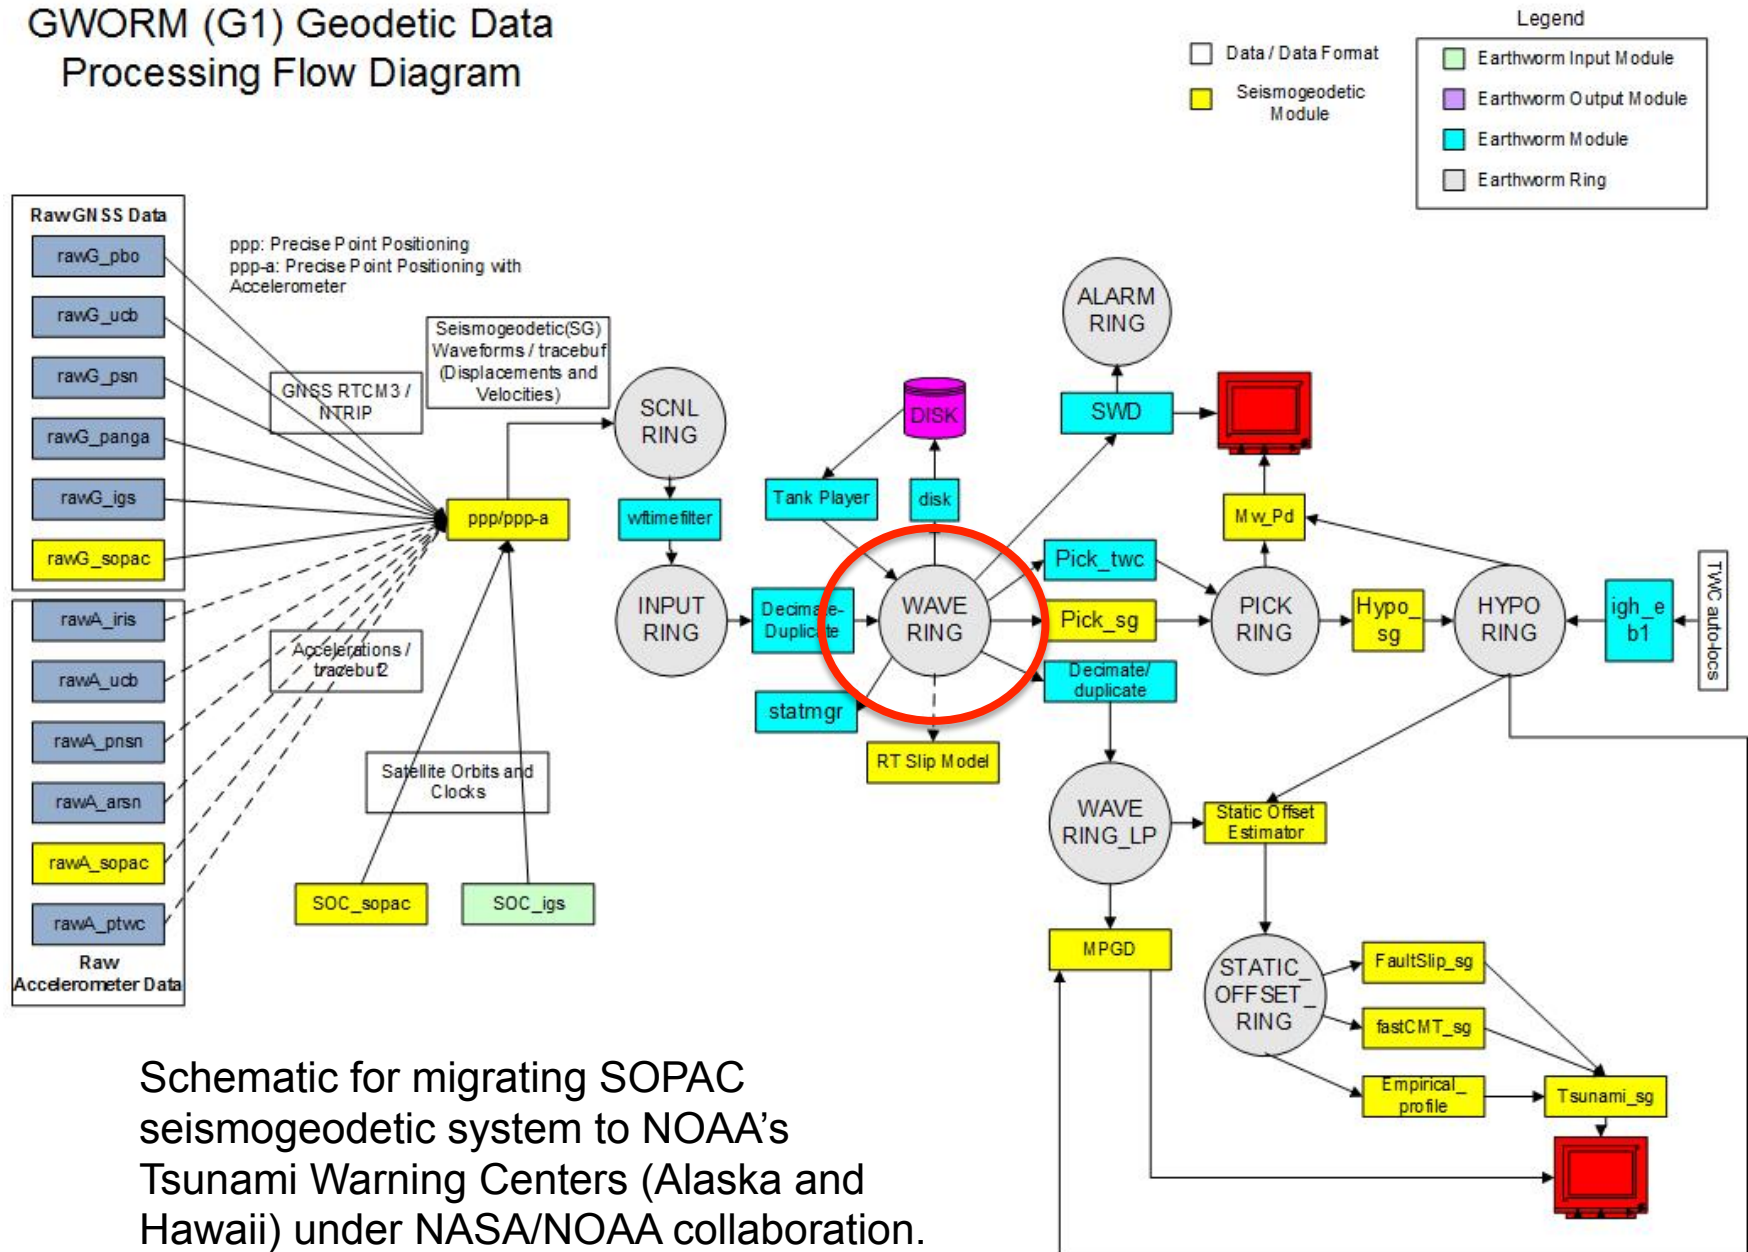 GWORM (G1) Geodetic Data
Processing Flow Diagram
Legend
Data / Data Format
Seismogeodetic
Module
Earthworm Input Module
Earthworm Output Module
Earthworm Module
Earthworm Ring
Raw GNSS Data
rawG_pbo
rawG_ucb
rawG_psn
rawG_panga
rawG_igs
rawG_sopac
rawA_iris
rawA_ucb
rawA_pnsn
rawA_arsn
rawA_sopac
rawA_ptwc
Raw
Accelerometer Data
ppp: Precise Point Positioning
ppp-a: Precise Point Positioning with
Accelerometer
GNSS RTCM3 /
NTRIP
Seismogeodetic(SG)
Waveforms / tracebuf
(Displacements and
Velocities)
Accelerations /
tracebuf2
Satellite Orbits and
Clocks
SOC_sopac
SOC_igs
ppp/ppp-a
SCNL
RING
wftimefilter
INPUT
RING
Decimate-
Duplicate
Tank Player
DISK
disk
WAVE
RING
statmgr
RT Slip Model
ALARM
RING
SWD
Pick_twc
Pick_sg
Decimate/
duplicate
Mw_Pd
PICK
RING
Hypo_
sg
HYPO
RING
igh_e
b1
TWC auto-locs
WAVE
RING_LP
Static Offset
Estimator
MPGD
STATIC_
OFFSET_
RING
FaultSlip_sg
fastCMT_sg
Empirical_
profile
Tsunami_sg
Schematic for migrating SOPAC
seismogeodetic system to NOAA’s
Tsunami Warning Centers (Alaska and
Hawaii) under NASA/NOAA collaboration.